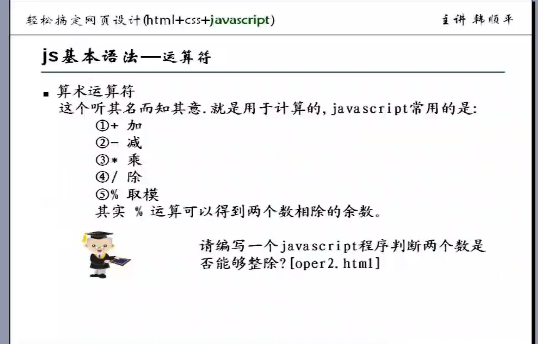 轻松搞定网页设计(html+css+javascript)
主讲 韩顺平
js基本语法—运算符
▪ 算术运算符
这个听其名而知其意.就是用于计算的,javascript常用的是:
①+ 加
②- 减
③* 乘
④/ 除
⑤% 取模
其实 % 运算可以得到两个数相除的余数。
请编写一个javascript程序判断两个数是
否能够整除?[oper2.html]